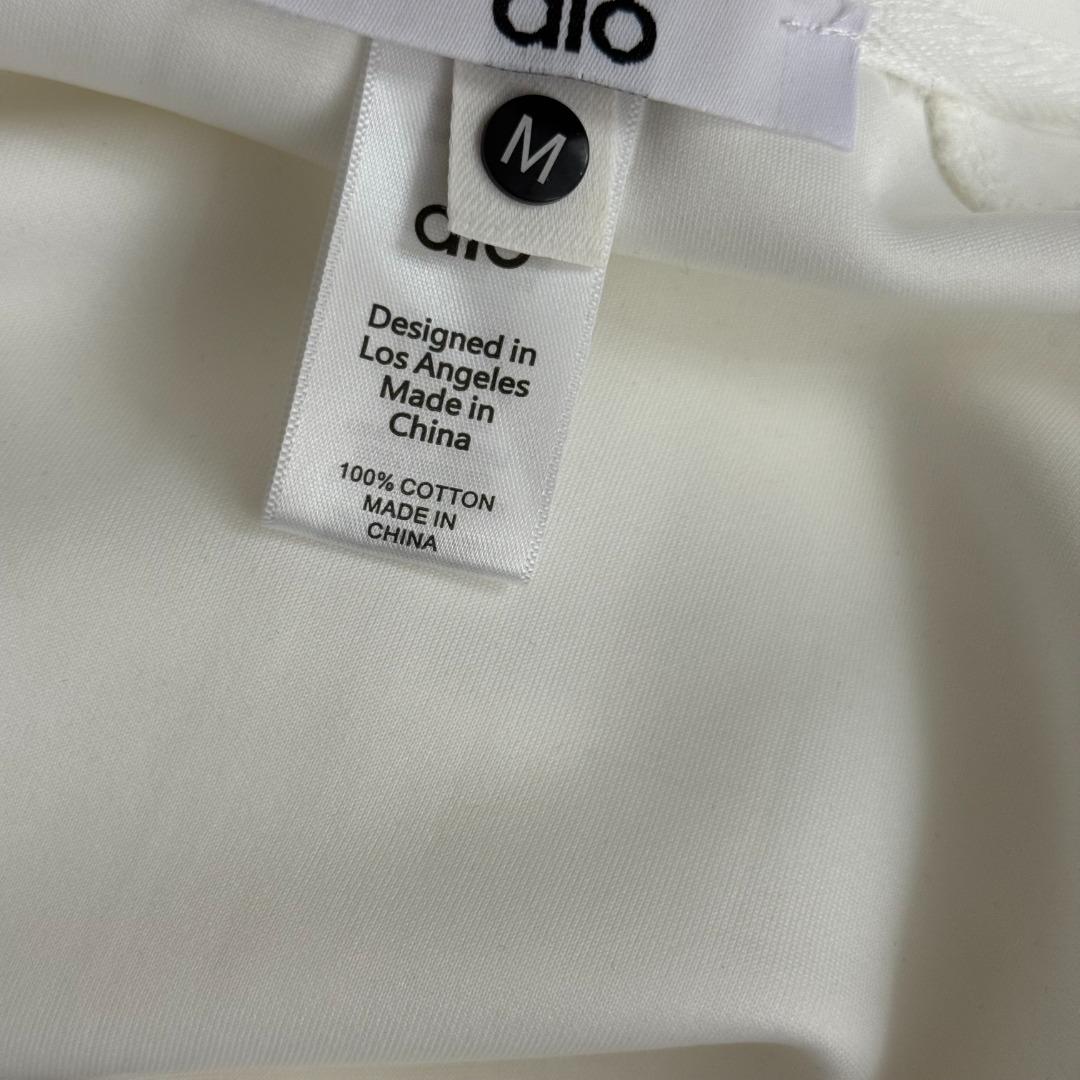 alo
M
alo
Designed in
Los Angeles
Made in
China
100% COTTON
MADE IN
CHINA